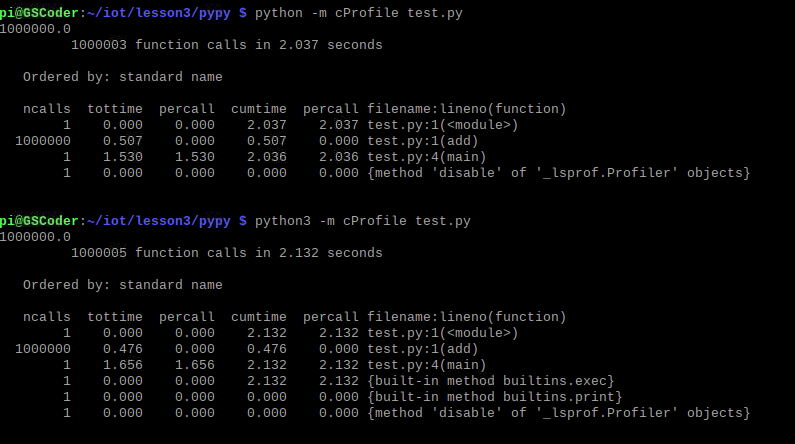 pi@GSCoder:~/iot/lesson3/pypy $ python -m cProfile test.py
1000000.0
         1000003 function calls in 2.037 seconds

   Ordered by: standard name

   ncalls  tottime  percall  cumtime  percall filename:lineno(function)
        1    0.000    0.000    2.037    2.037 test.py:1(<module>)
  1000000    0.507    0.000    0.507    0.000 test.py:1(add)
        1    1.530    1.530    2.036    2.036 test.py:4(main)
        1    0.000    0.000    0.000    0.000 {method 'disable' of '_lsprof.Profiler' objects}

pi@GSCoder:~/iot/lesson3/pypy $ python3 -m cProfile test.py
1000000.0
         1000005 function calls in 2.132 seconds

   Ordered by: standard name

   ncalls  tottime  percall  cumtime  percall filename:lineno(function)
        1    0.000    0.000    2.132    2.132 test.py:1(<module>)
  1000000    0.476    0.000    0.476    0.000 test.py:1(add)
        1    1.656    1.656    2.132    2.132 test.py:4(main)
        1    0.000    0.000    2.132    2.132 {built-in method builtins.exec}
        1    0.000    0.000    0.000    0.000 {built-in method builtins.print}
        1    0.000    0.000    0.000    0.000 {method 'disable' of '_lsprof.Profiler' objects}